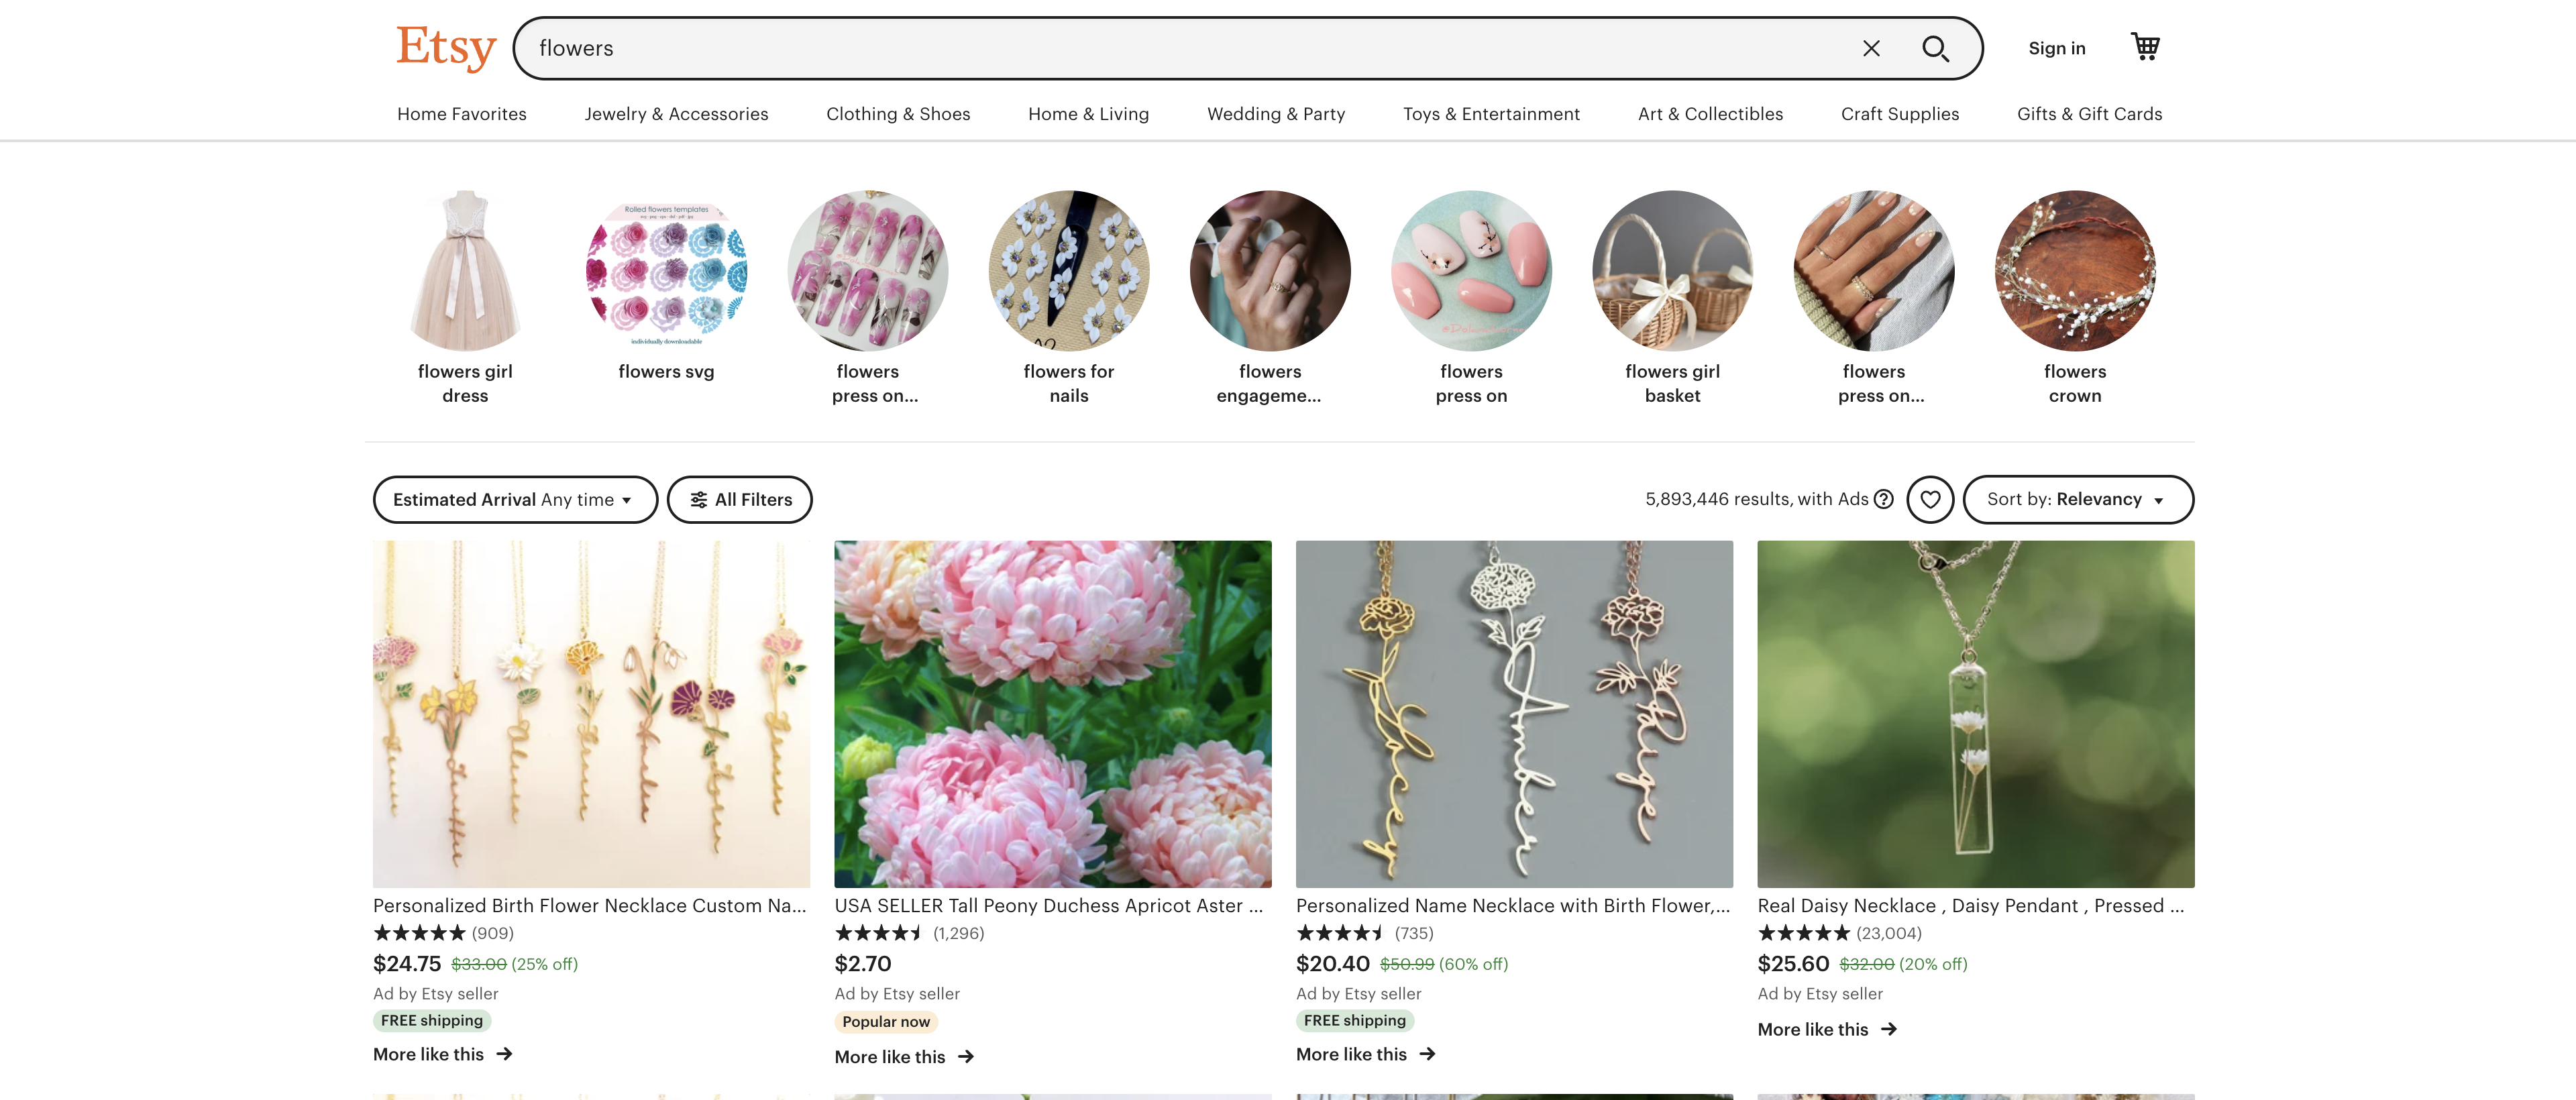 Etsy
flowers
Sign in
Home Favorites
Jewelry & Accessories
Clothing & Shoes
Home & Living
Wedding & Party
Toys & Entertainment
Art & Collectibles
Craft Supplies
Gifts & Gift Cards
Rolled flowers templates
individually downloadable
flowers girl
dress
flowers svg
flowers
press on...
flowers for
nails
flowers
engageme...
flowers
press on
flowers girl
basket
flowers
press on...
flowers
crown
Estimated Arrival Any time
All Filters
5,893,446 results, with Ads
Sort by: Relevancy
Personalized Birth Flower Necklace Custom Na...
(909)
$24.75 $33.00 (25% off)
Ad by Etsy seller
FREE shipping
More like this
USA SELLER Tall Peony Duchess Apricot Aster ...
(1,296)
$2.70
Ad by Etsy seller
Popular now
More like this
Amber
Paige
Personalized Name Necklace with Birth Flower,...
(735)
$20.40 $50.99 (60% off)
Ad by Etsy seller
FREE shipping
More like this
Real Daisy Necklace , Daisy Pendant , Pressed ...
(23,004)
$25.60 $32.00 (20% off)
Ad by Etsy seller
More like this